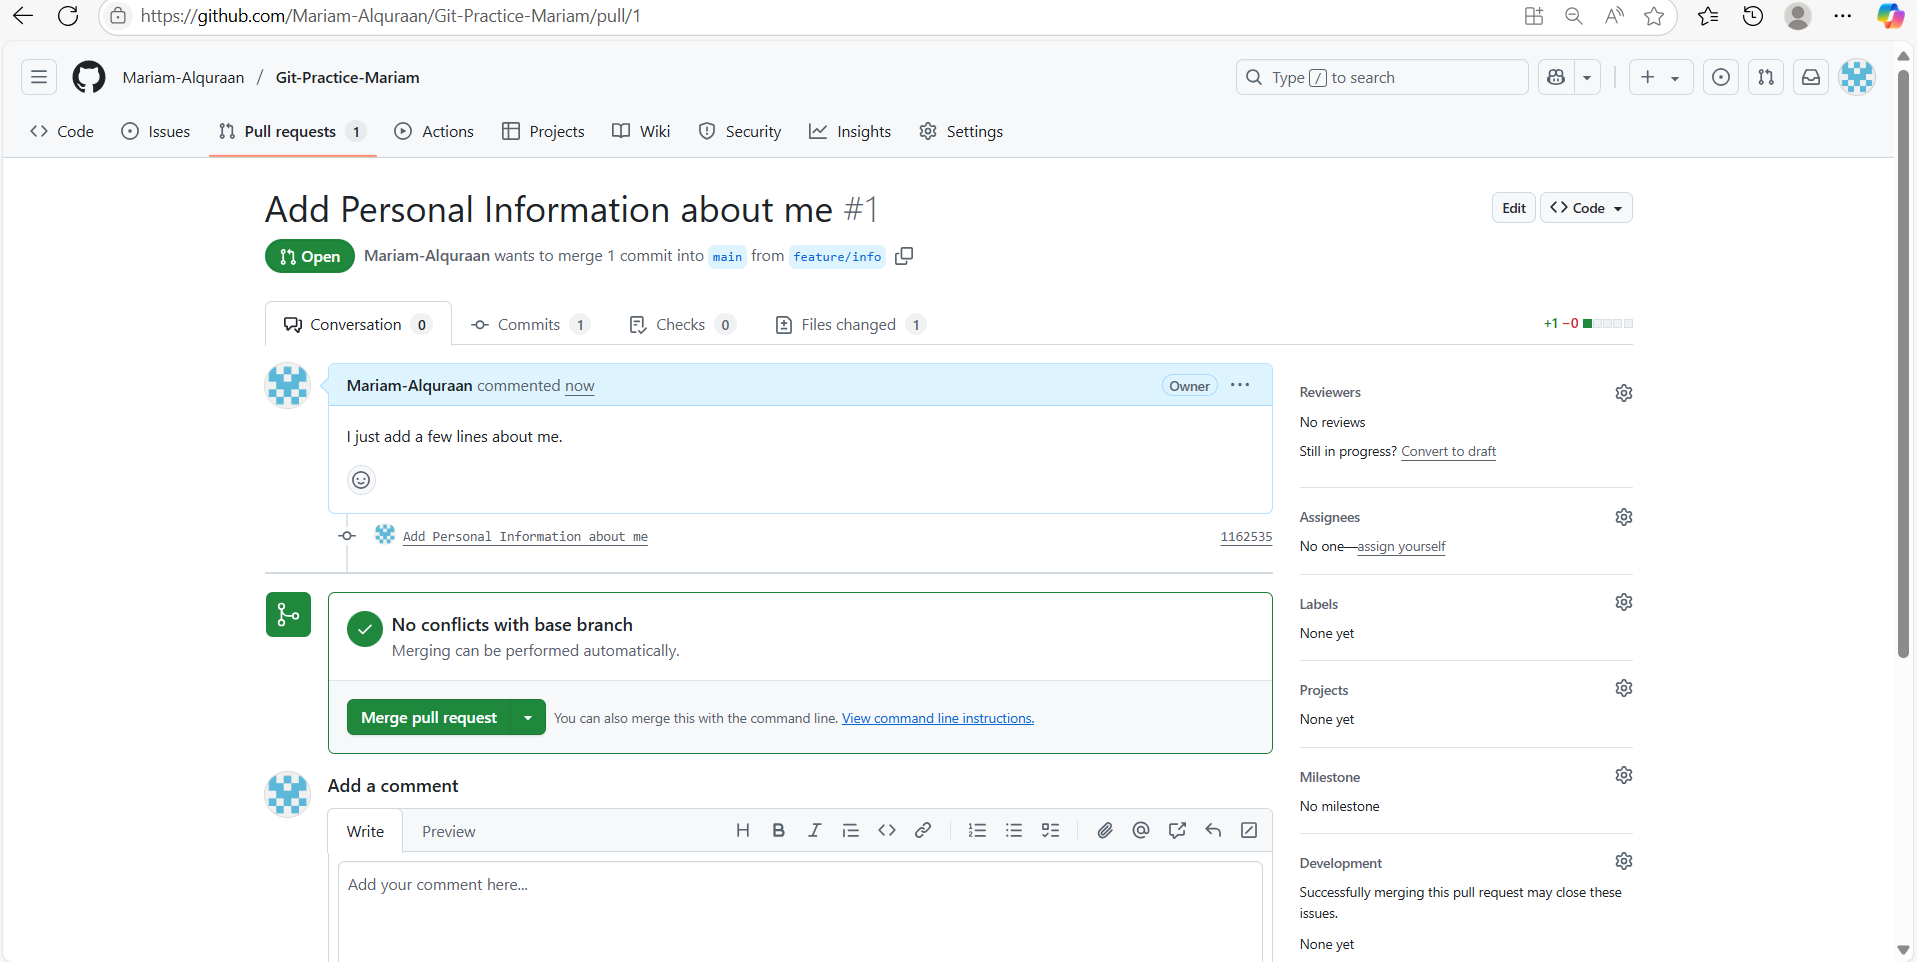 https://github.com/Mariam-Alquraan/Git-Practice-Mariam/pull/1
Mariam-Alquraan / Git-Practice-Mariam
Type / to search
Code Issues Pull requests 1 Actions Projects Wiki Security Insights Settings
Add Personal Information about me #1
Edit
Code
Open
Mariam-Alquraan wants to merge 1 commit into main from feature/info
Conversation 0 Commits 1 Checks 0 Files changed 1
+1 −0
Mariam-Alquraan commented now
Owner
I just add a few lines about me.
Add Personal Information about me
1162535
No conflicts with base branch
Merging can be performed automatically.
Merge pull request
You can also merge this with the command line. View command line instructions.
Add a comment
Write Preview
Add your comment here...
Reviewers
No reviews
Still in progress? Convert to draft
Assignees
No one—assign yourself
Labels
None yet
Projects
None yet
Milestone
No milestone
Development
Successfully merging this pull request may close these
issues.
None yet